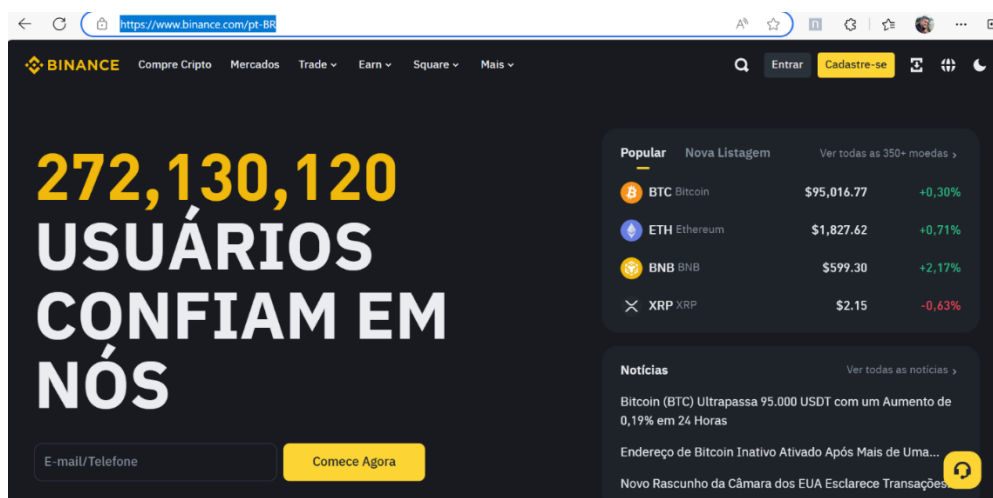 https://www.binance.com/pt-BR
BINANCE Compre Cripto Mercados Trade Earn Square Mais Entrar Cadastre-se
272,130,120
USUÁRIOS
CONFIAM EM
NÓS
E-mail/Telefone Comece Agora
Popular Nova Listagem Ver todas as 350+ moedas
BTC Bitcoin $95,016.77 +0,30%
ETH Ethereum $1,827.62 +0,71%
BNB BNB $599.30 +2,17%
XRP XRP $2.15 -0,63%
Notícias Ver todas as notícias
Bitcoin (BTC) Ultrapassa 95.000 USDT com um Aumento de
0,19% em 24 Horas
Endereço de Bitcoin Inativo Ativado Após Mais de Uma...
Novo Rascunho da Câmara dos EUA Esclarece Transações